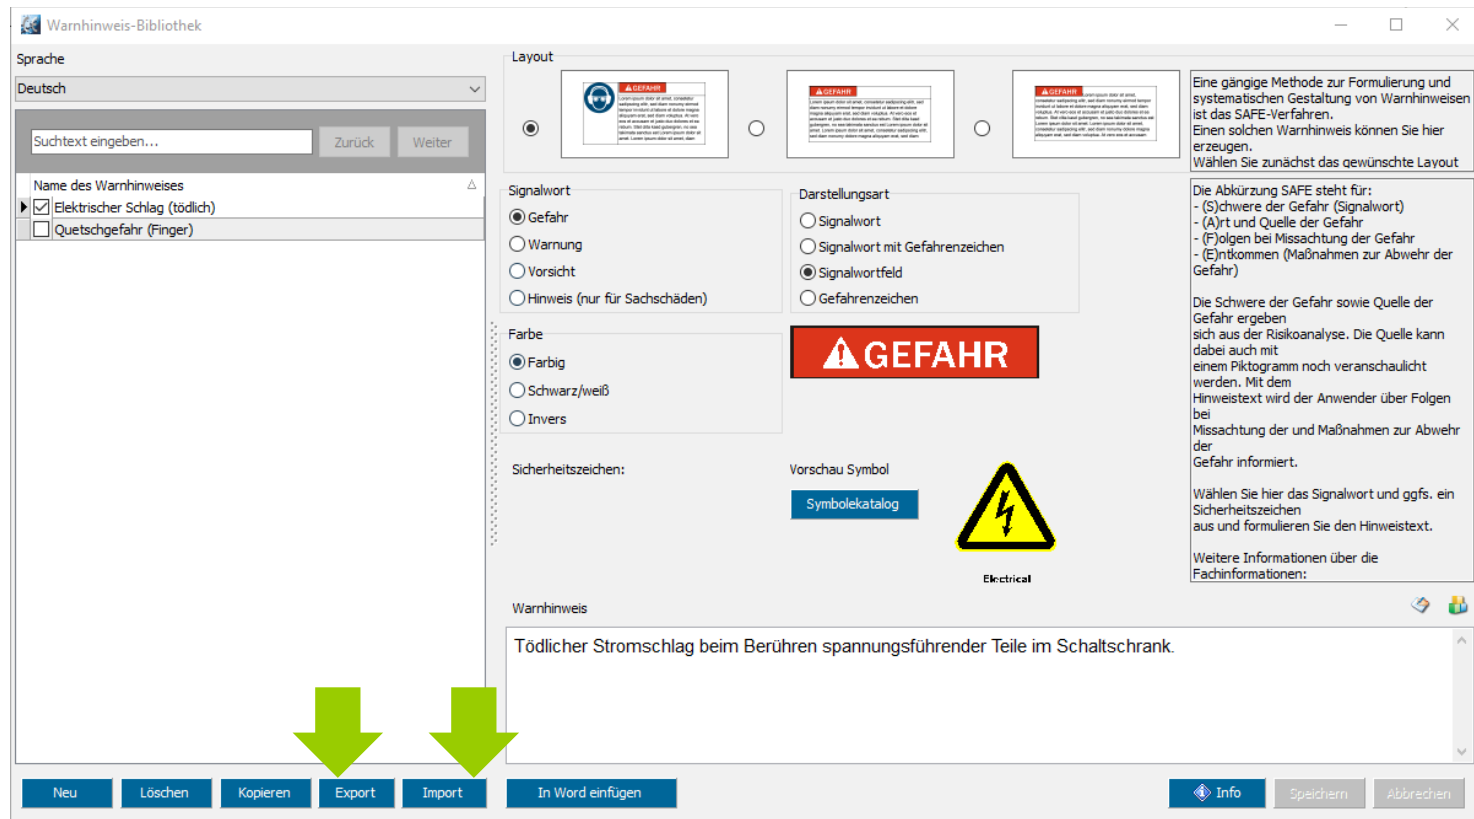 Warnhinweis-Bibliothek
Sprache
Deutsch
Suchtext eingeben...
Zurück
Weiter
Name des Warnhinweises
Elektrischer Schlag (tödlich)
Quetschgefahr (Finger)
Layout
GEFAHR
GEFAHR
GEFAHR
Eine gängige Methode zur Formulierung und
systematischen Gestaltung von Warnhinweisen
ist das SAFE-Verfahren.
Einen solchen Warnhinweis können Sie hier
erzeugen.
Wählen Sie zunächst das gewünschte Layout
Signalwort
Gefahr
Warnung
Vorsicht
Hinweis (nur für Sachschäden)
Darstellungsart
Signalwort
Signalwort mit Gefahrenzeichen
Signalwortfeld
Gefahrenzeichen
Die Abkürzung SAFE steht für:
- (S)chwere der Gefahr (Signalwort)
- (A)rt und Quelle der Gefahr
- (F)olgen bei Missachtung der Gefahr
- (E)ntkommen (Maßnahmen zur Abwehr der
Gefahr)
Die Schwere der Gefahr sowie Quelle der
Gefahr ergeben
sich aus der Risikoanalyse. Die Quelle kann
dabei auch mit
einem Piktogramm noch veranschaulicht
werden. Mit dem
Hinweistext wird der Anwender über Folgen
bei
Missachtung der und Maßnahmen zur Abwehr
der
Gefahr informiert.
Wählen Sie hier das Signalwort und ggfs. ein
Sicherheitszeichen
aus und formulieren Sie den Hinweistext.
Weitere Informationen über die
Fachinformationen:
Farbe
Farbig
Schwarz/weiß
Invers
GEFAHR
Sicherheitszeichen:
Vorschau Symbol
Symbolekatalog
Electrical
Warnhinweis
Tödlicher Stromschlag beim Berühren spannungsführender Teile im Schaltschrank.
Neu
Löschen
Kopieren
Export
Import
In Word einfügen
Info
Speichern
Abbrechen